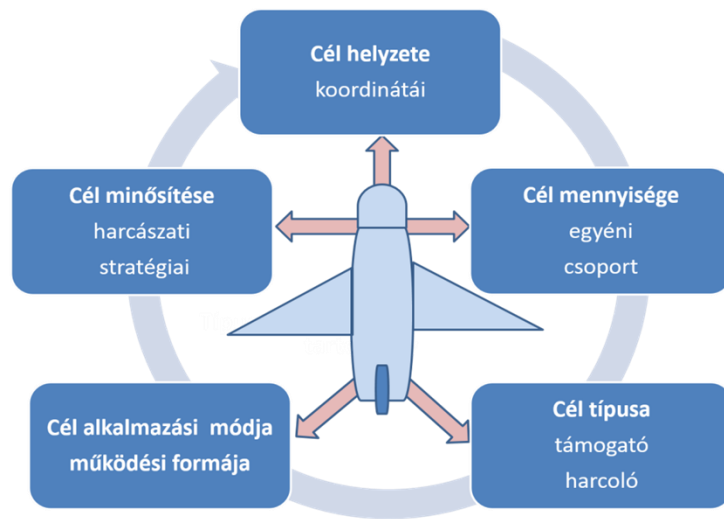 Cél helyzete
koordinátái
Cél minősítése
harcászati
stratégiai
Cél mennyisége
egyéni
csoport
Cél alkalmazási módja
működési formája
Cél típusa
támogató
harcoló